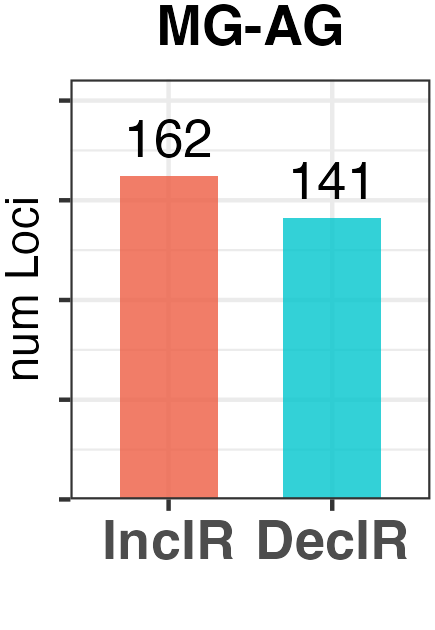 MG-AG
162
141
num Loci
IncIR DecIR